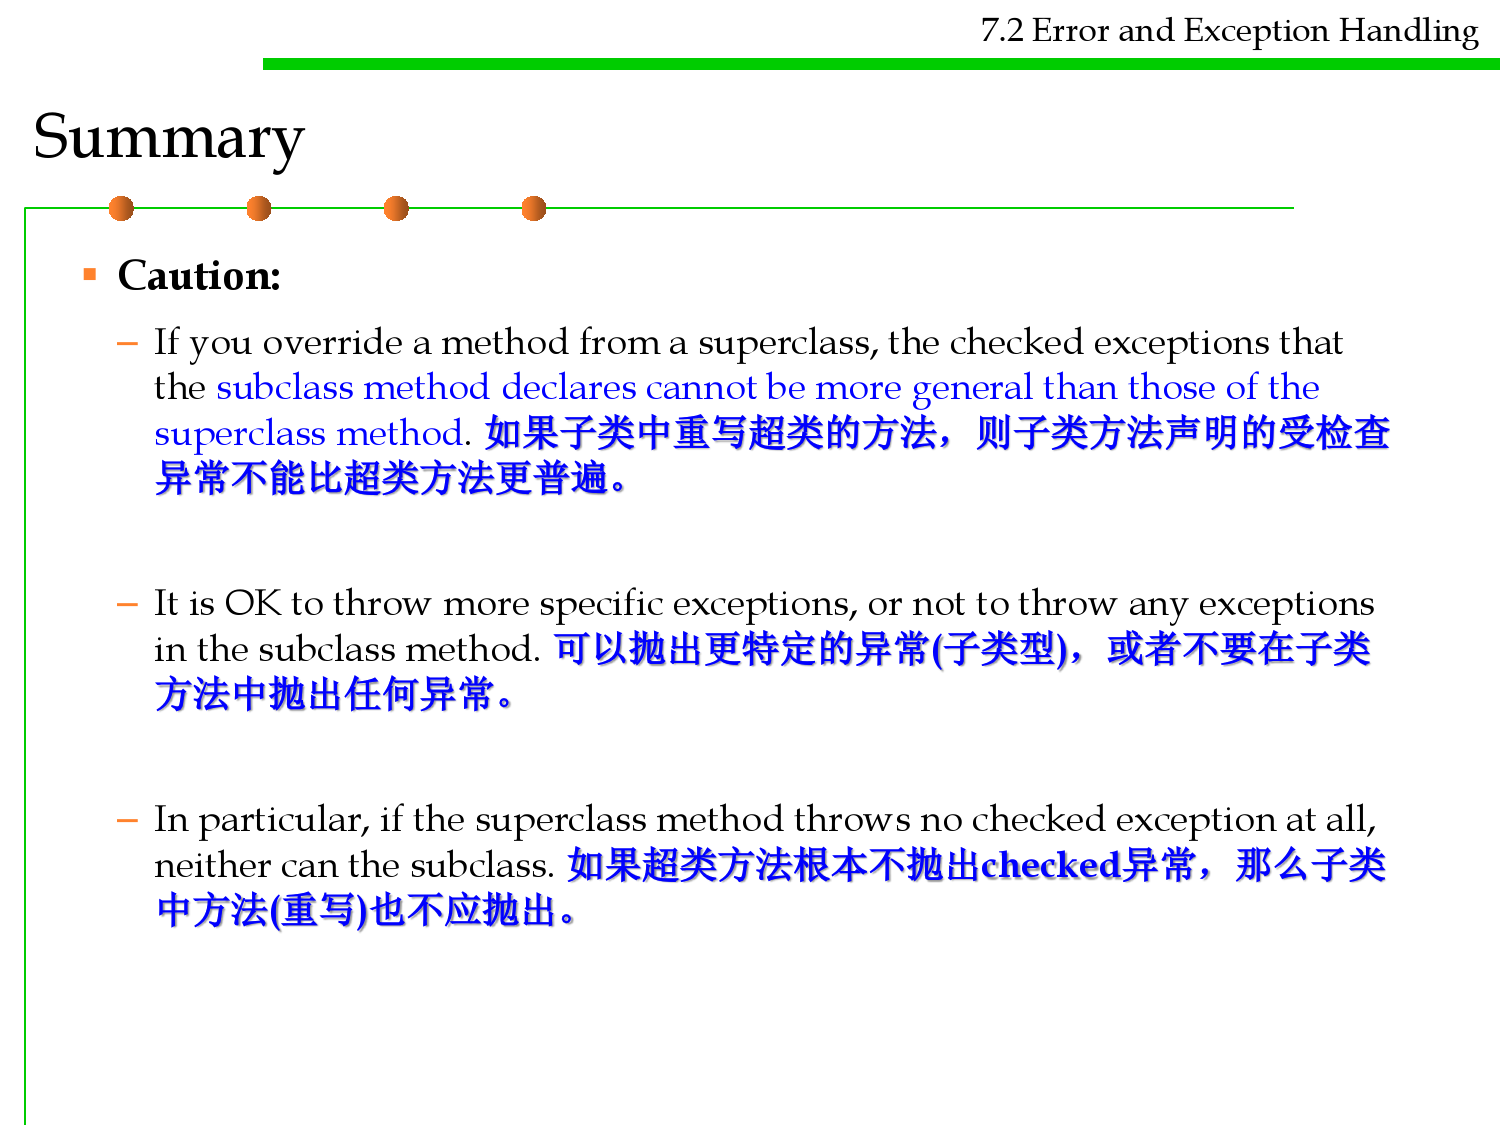 7.2 Error and Exception Handling
Summary
▪ Caution:
– If you override a method from a superclass, the checked exceptions that
the subclass method declares cannot be more general than those of the
superclass method. 如果子类中重写超类的方法，则子类方法声明的受检查
异常不能比超类方法更普遍。
– It is OK to throw more specific exceptions, or not to throw any exceptions
in the subclass method. 可以抛出更特定的异常(子类型)，或者不要在子类
方法中抛出任何异常。
– In particular, if the superclass method throws no checked exception at all,
neither can the subclass. 如果超类方法根本不抛出checked异常，那么子类
中方法(重写)也不应抛出。